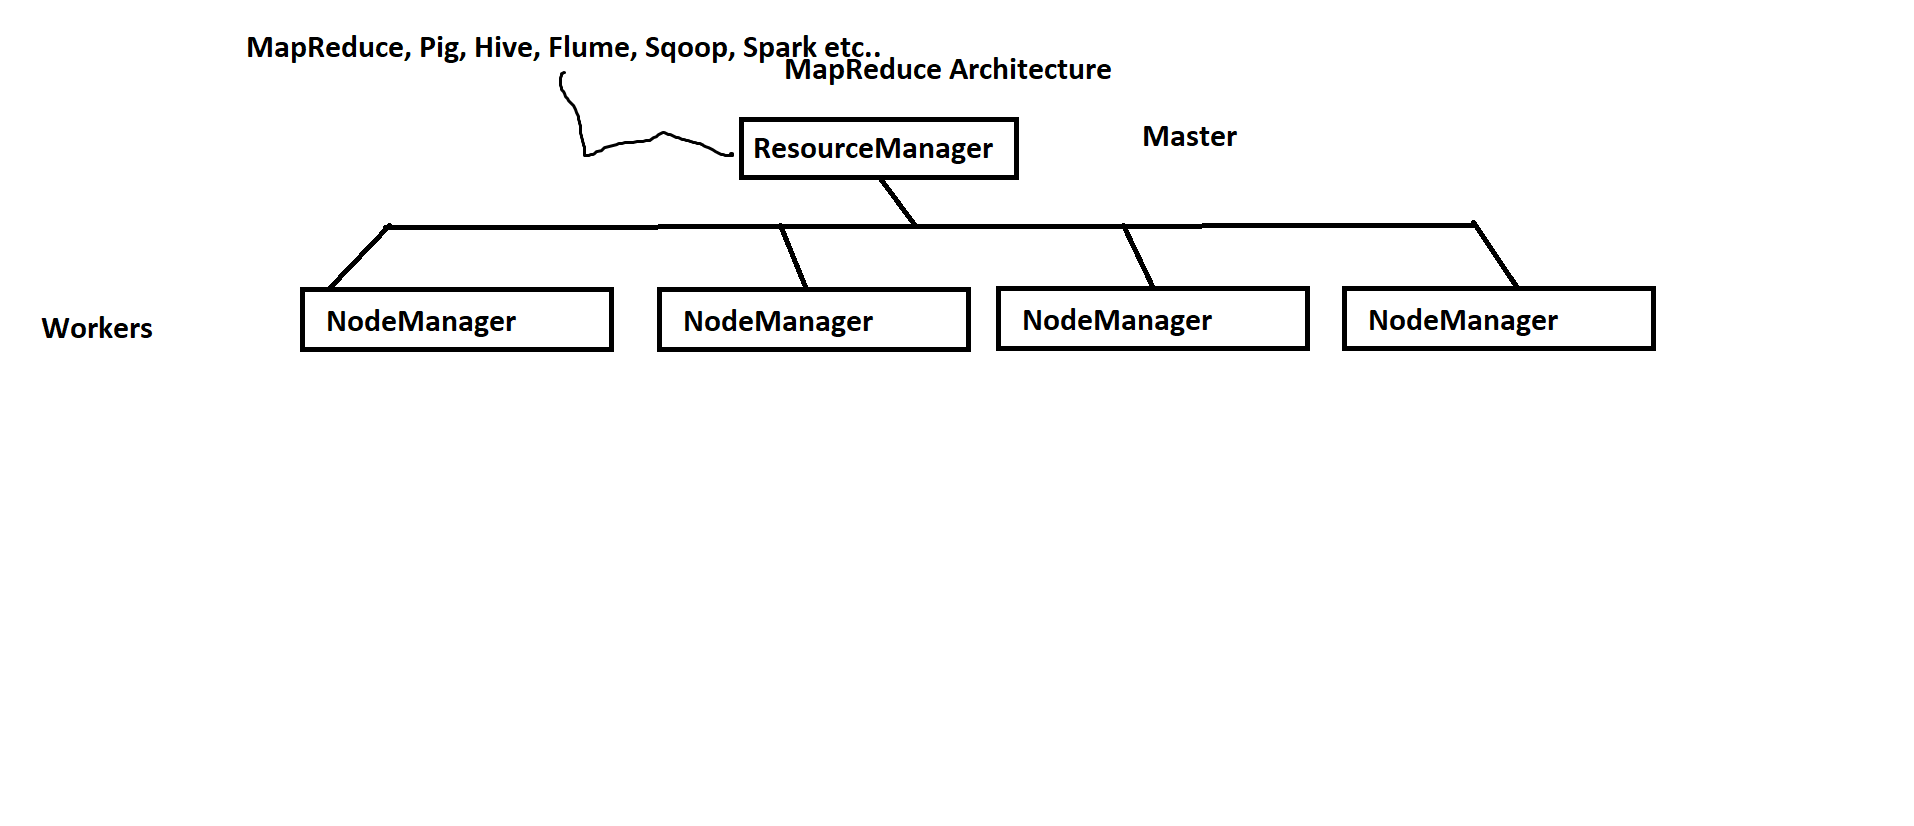 MapReduce, Pig, Hive, Flume, Sqoop, Spark etc..
MapReduce Architecture
Master
ResourceManager
NodeManager
NodeManager
NodeManager
NodeManager
Workers